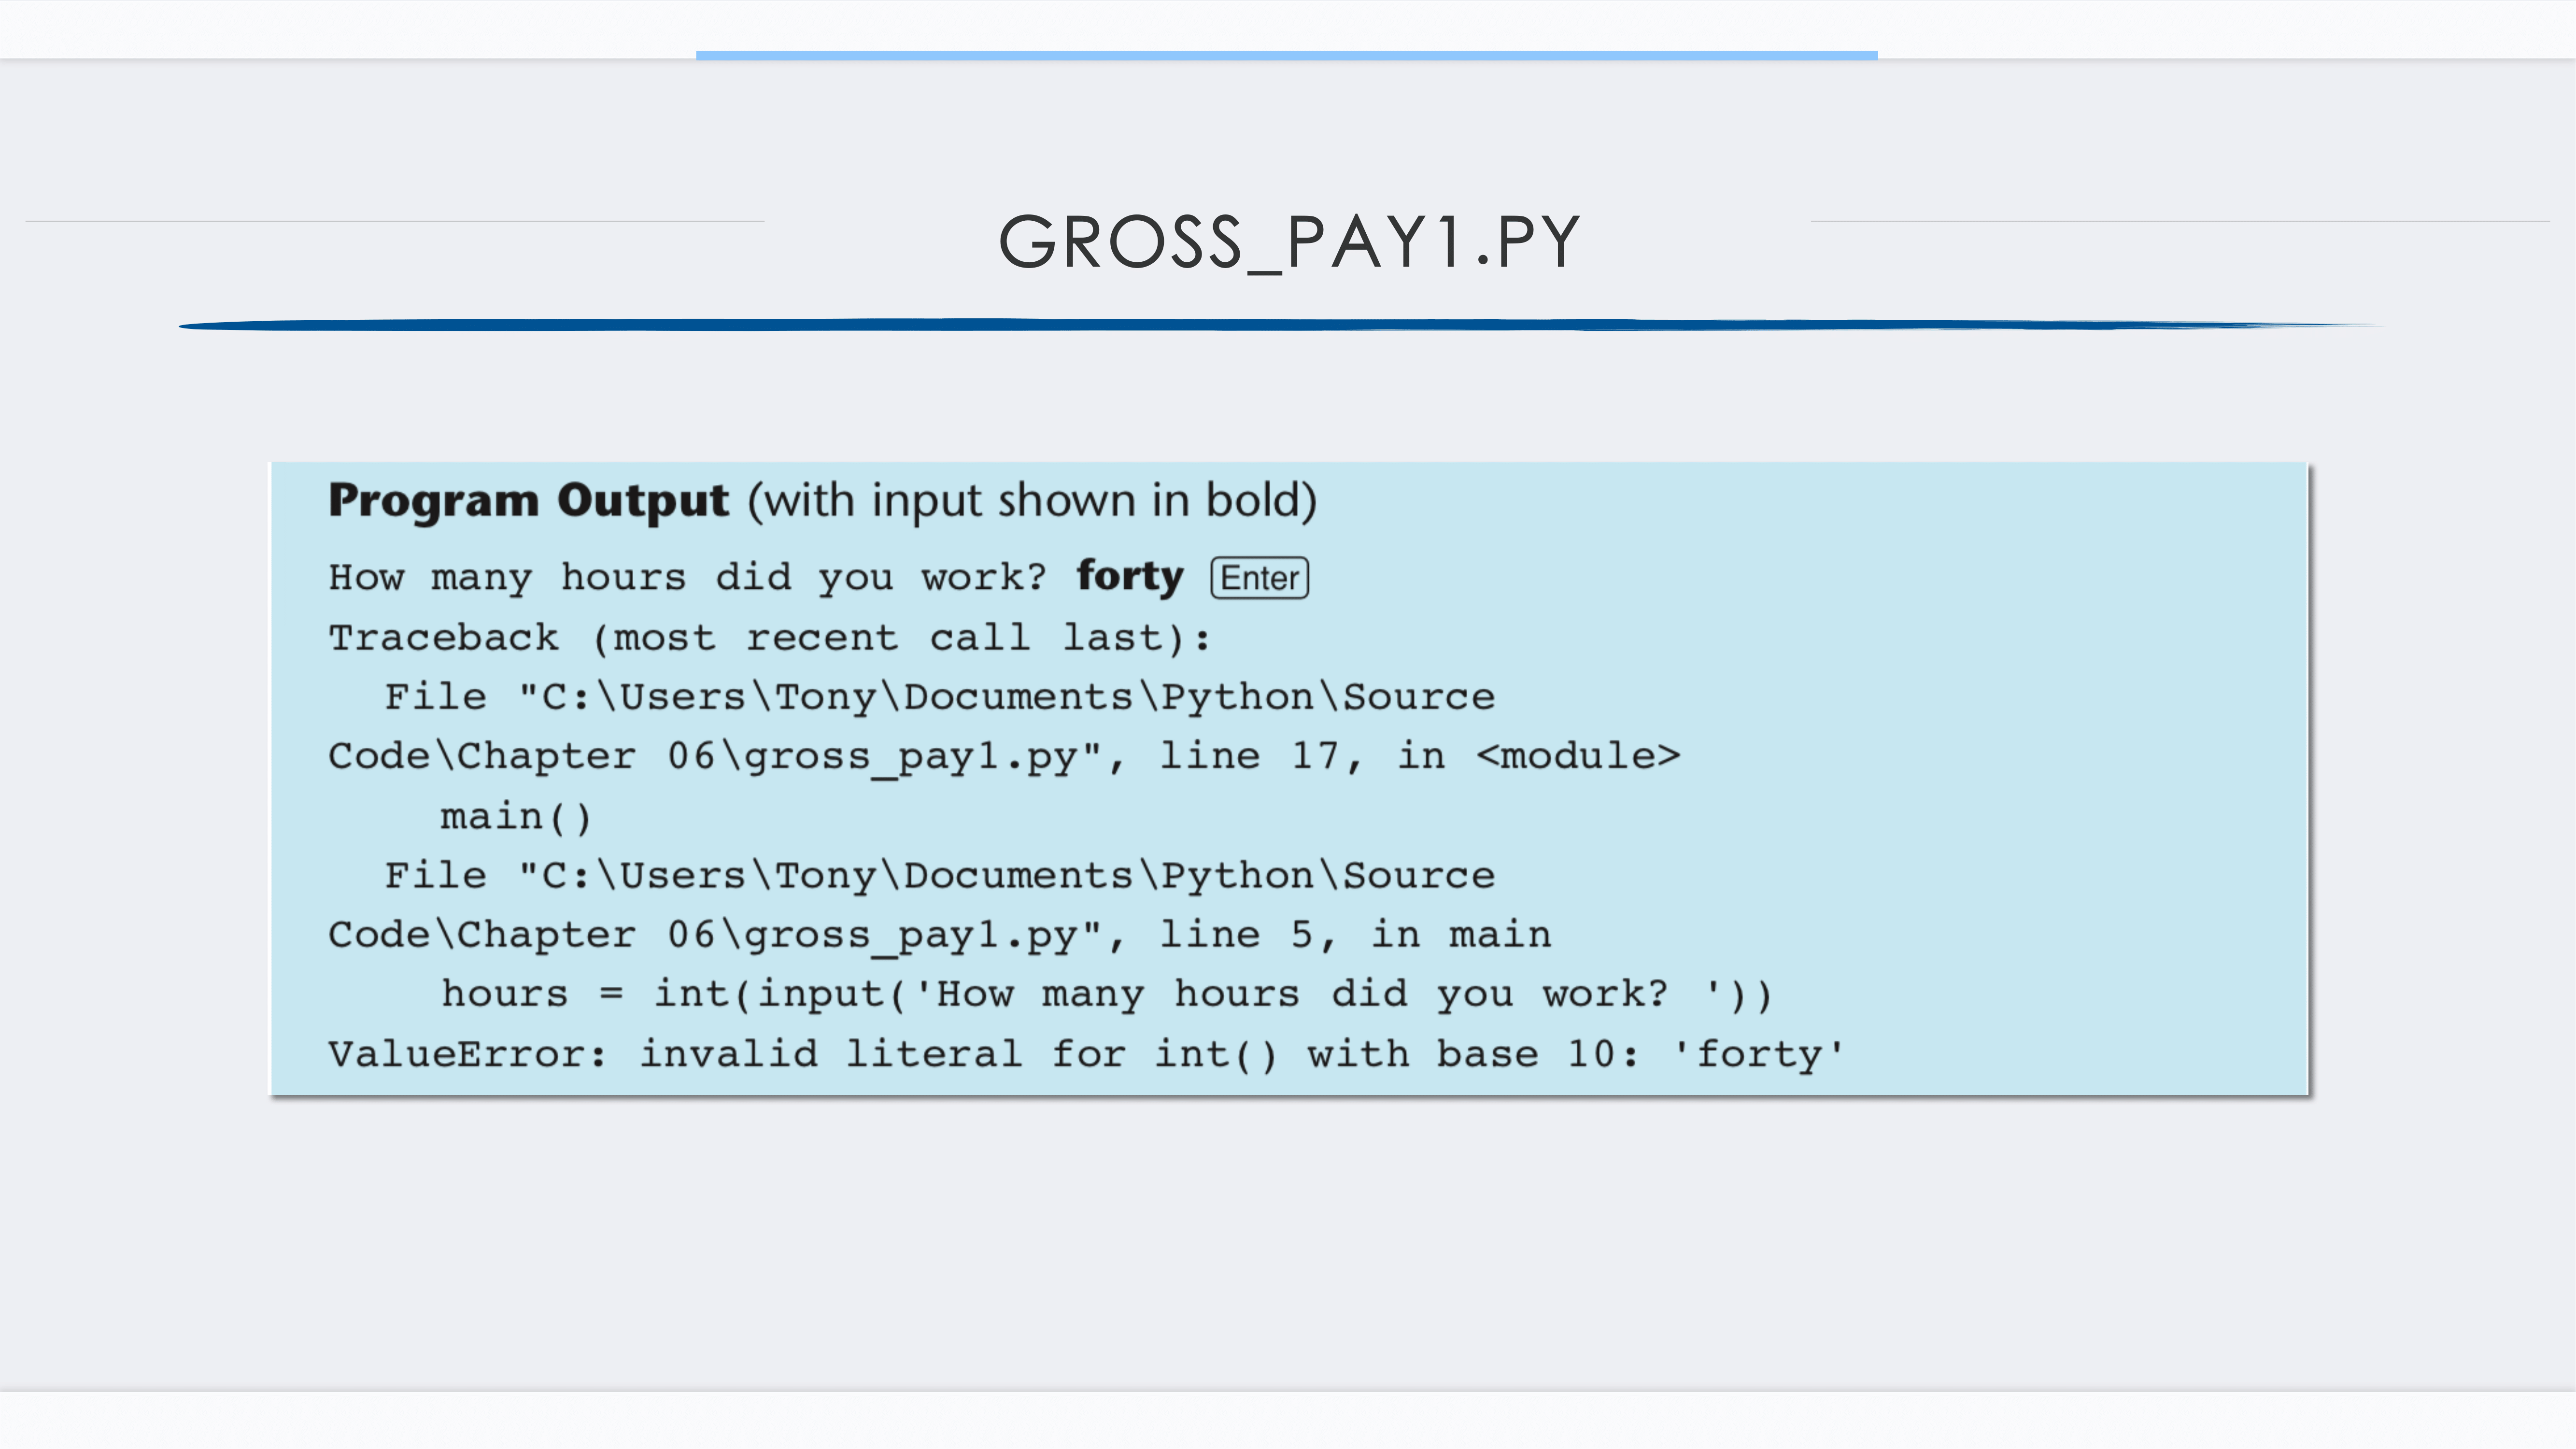 GROSS_PAY1.PY
Program Output (with input shown in bold)
How many hours did you work? forty Enter
Traceback (most recent call last):
File "C:\Users\Tony\Documents\Python\Source
Code\Chapter 06\gross_pay1.py", line 17, in <module>
main()
File "C:\Users\Tony\Documents\Python\Source
Code\Chapter 06\gross_pay1.py", line 5, in main
hours = int(input('How many hours did you work? '))
ValueError: invalid literal for int() with base 10: 'forty'